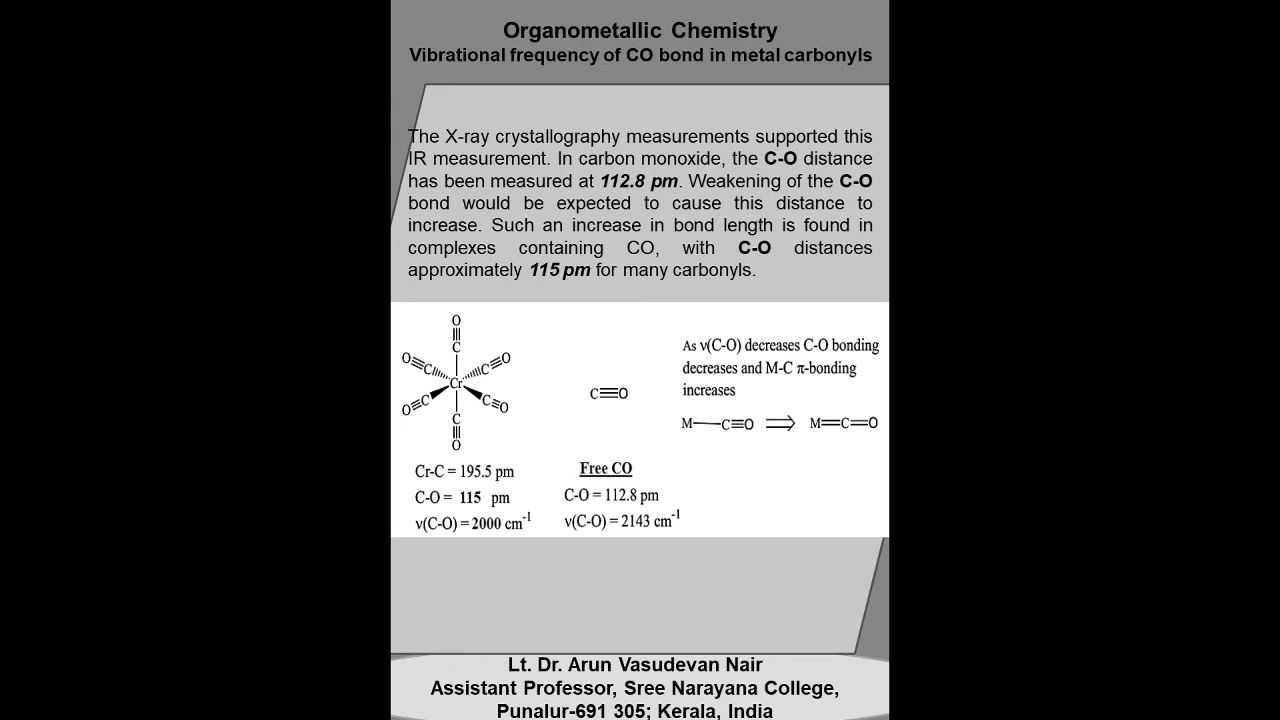 Organometallic Chemistry
Vibrational frequency of CO bond in metal carbonyls
The X-ray crystallography measurements supported this
IR measurement. In carbon monoxide, the C-O distance
has been measured at 112.8 pm. Weakening of the C-O
bond would be expected to cause this distance to
increase. Such an increase in bond length is found in
complexes containing CO, with C-O distances
approximately 115 pm for many carbonyls.
O
C
O≡C C≡O
Cr
O≡C C≡O
C
O
Cr-C = 195.5 pm
C-O = 115 pm
ν(C-O) = 2000 cm-1
C≡O
Free CO
C-O = 112.8 pm
ν(C-O) = 2143 cm-1
As ν(C-O) decreases C-O bonding
decreases and M-C π-bonding
increases
M—C≡O ⇒ M=C=O
Lt. Dr. Arun Vasudevan Nair
Assistant Professor, Sree Narayana College,
Punalur-691 305; Kerala, India